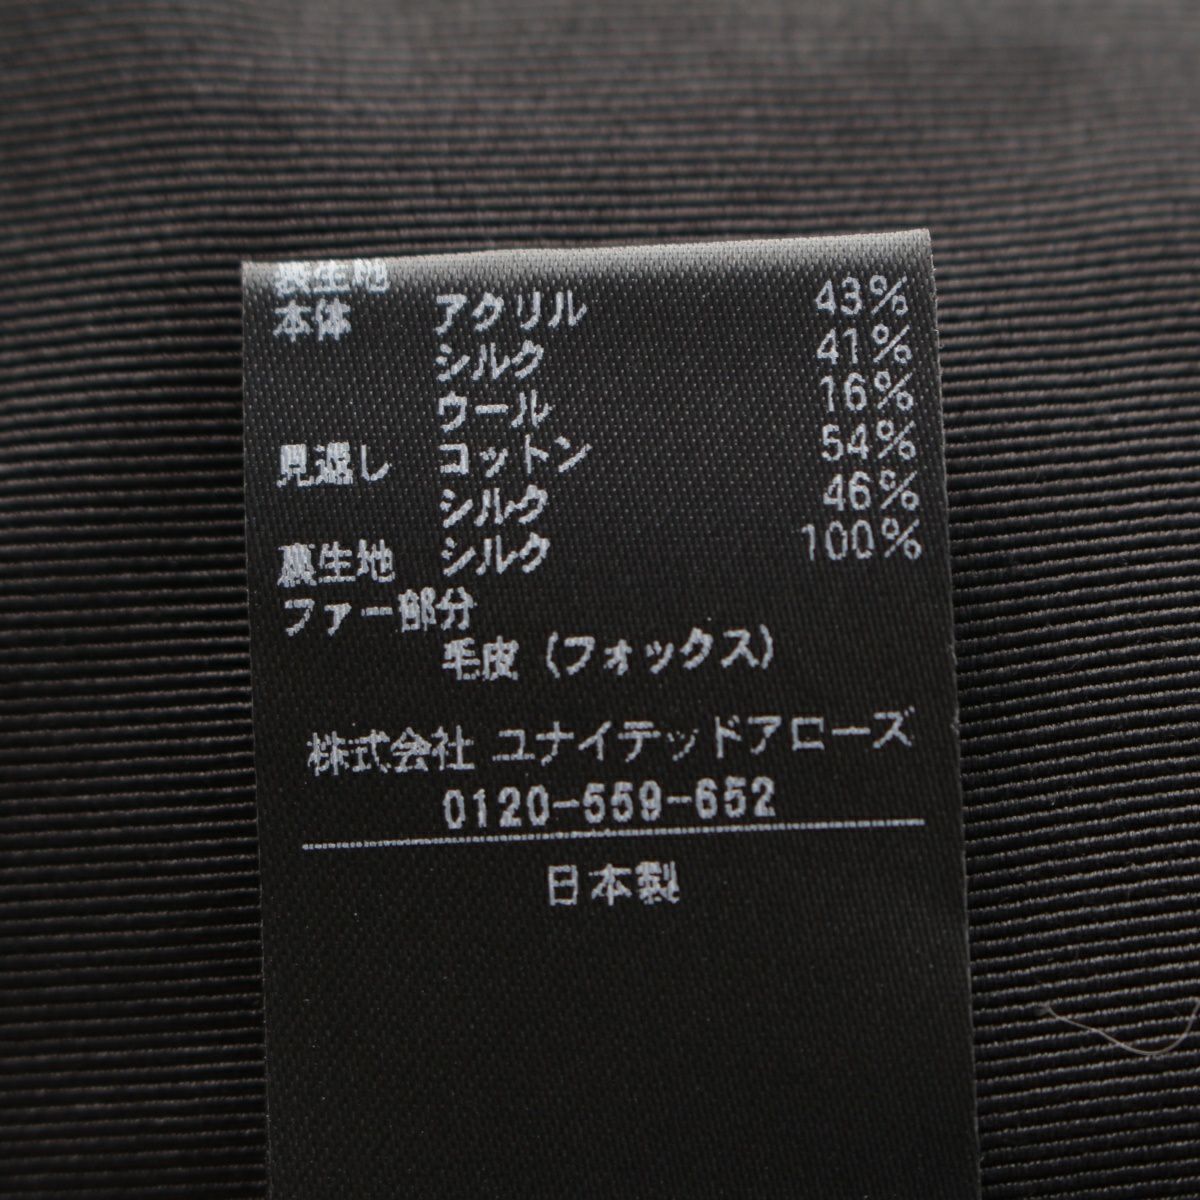 表生地
本体 アクリル 43%
シルク 41%
ウール 16%
見返し コットン 54%
シルク 46%
裏生地 シルク 100%
ファー部分
毛皮（フォックス）
株式会社 ユナイテッドアローズ
0120-559-652
日本製